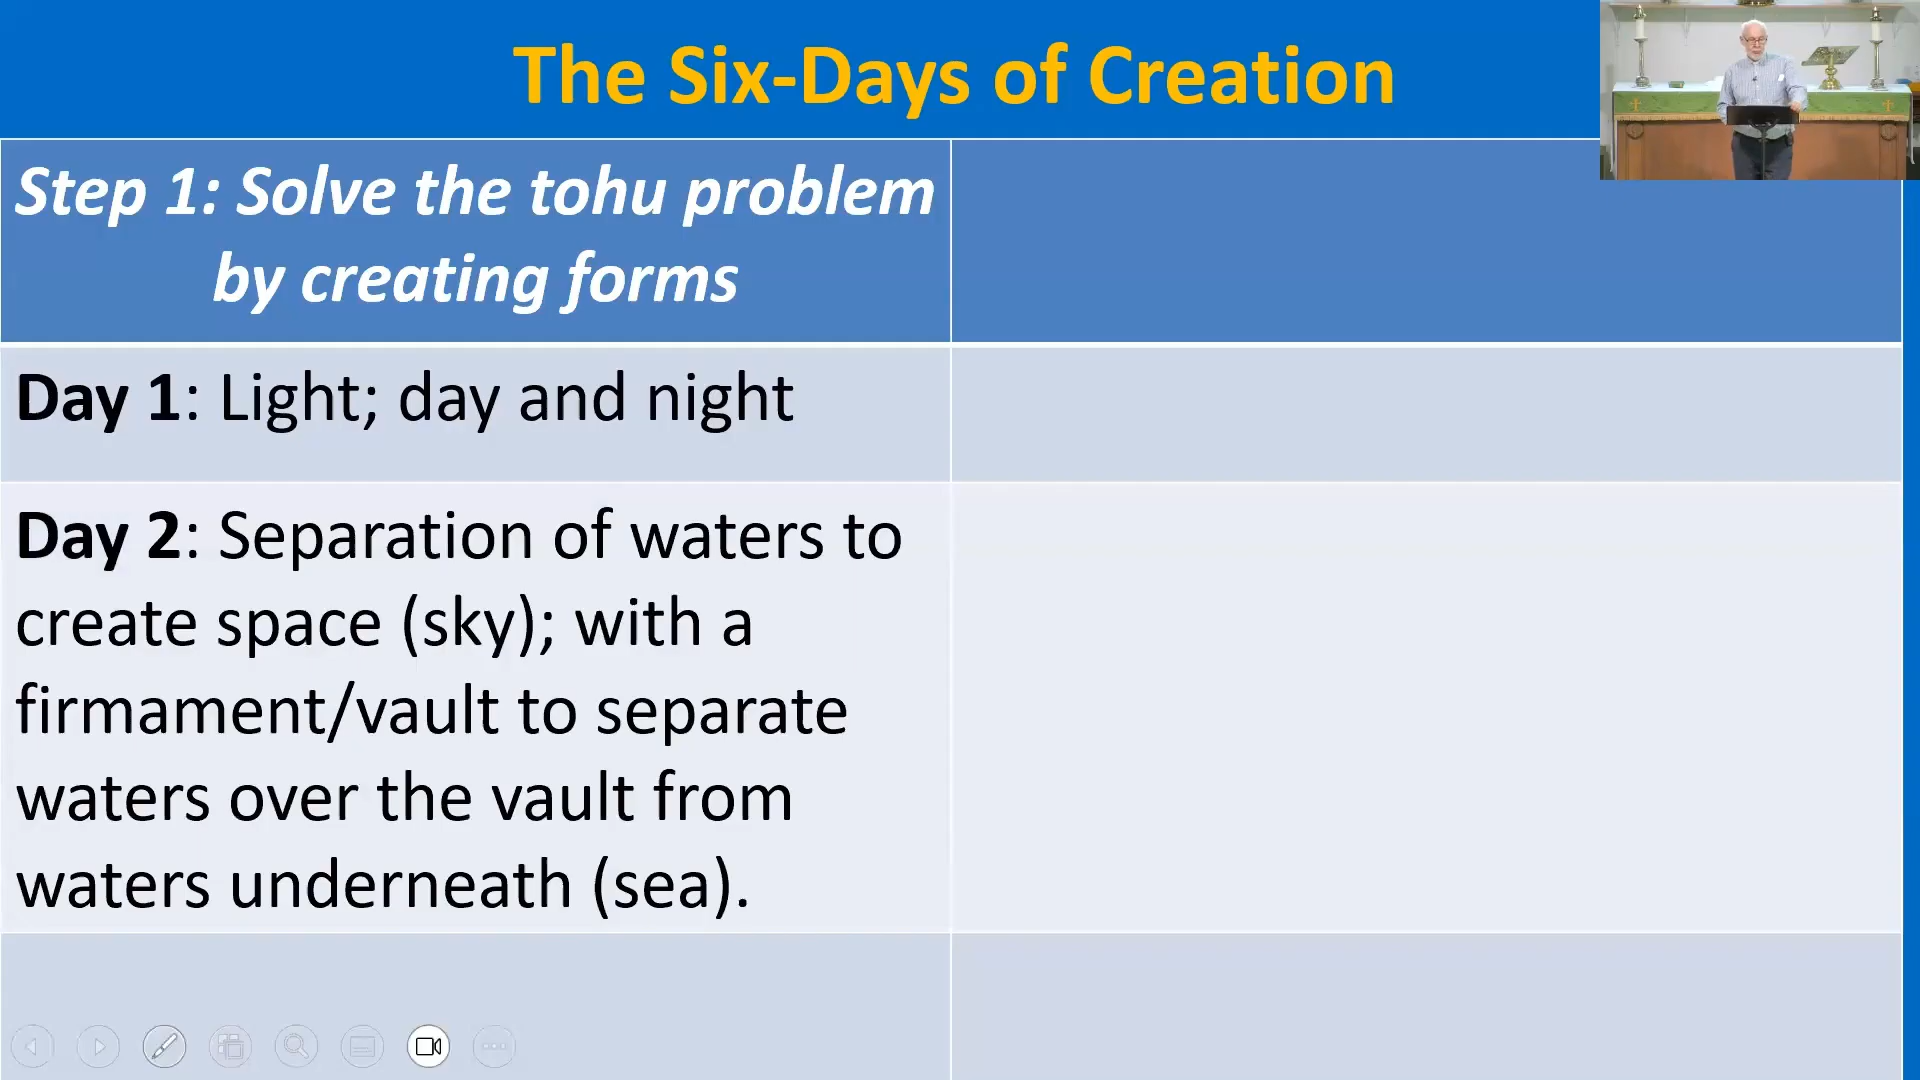 The Six-Days of Creation
Step 1: Solve the tohu problem
by creating forms
Day 1: Light; day and night
Day 2: Separation of waters to
create space (sky); with a
firmament/vault to separate
waters over the vault from
waters underneath (sea).